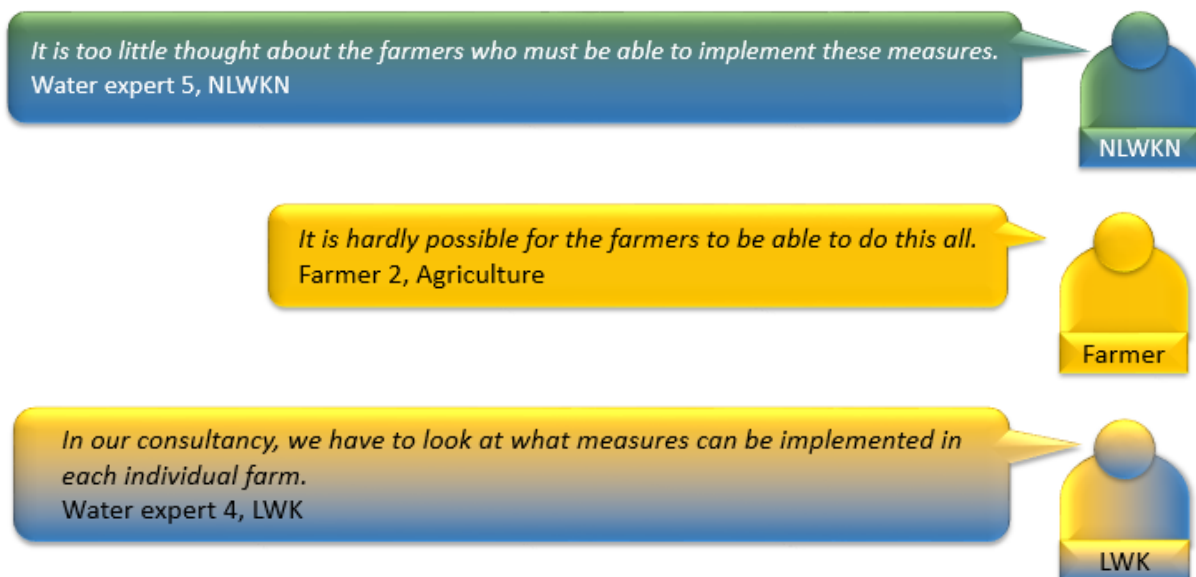 It is too little thought about the farmers who must be able to implement these measures.
Water expert 5, NLWKN
NLWKN
It is hardly possible for the farmers to be able to do this all.
Farmer 2, Agriculture
Farmer
In our consultancy, we have to look at what measures can be implemented in
each individual farm.
Water expert 4, LWK
LWK